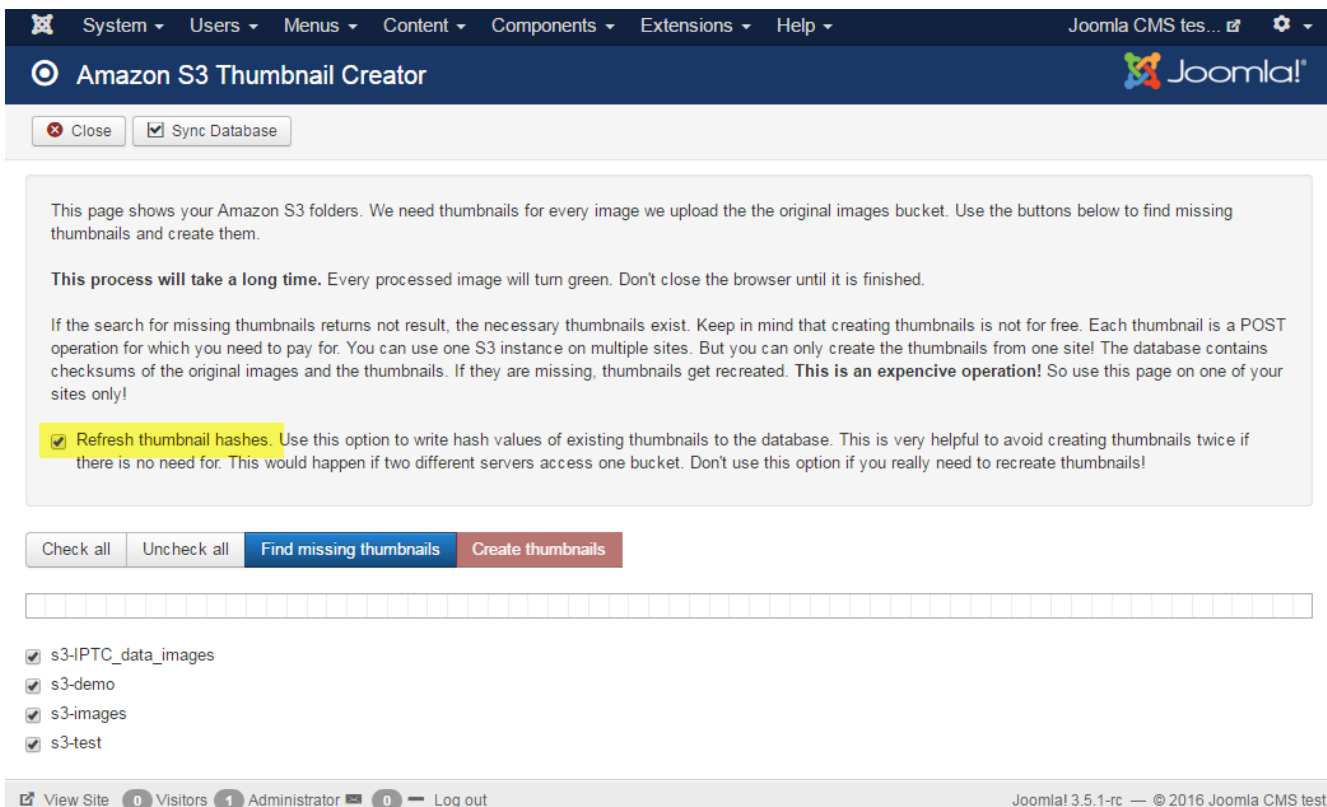 System Users Menus Content Components Extensions Help Joomla CMS tes...
Amazon S3 Thumbnail Creator Joomla!®
Close Sync Database
This page shows your Amazon S3 folders. We need thumbnails for every image we upload the the original images bucket. Use the buttons below to find missing
thumbnails and create them.
This process will take a long time. Every processed image will turn green. Don't close the browser until it is finished.
If the search for missing thumbnails returns not result, the necessary thumbnails exist. Keep in mind that creating thumbnails is not for free. Each thumbnail is a POST
operation for which you need to pay for. You can use one S3 instance on multiple sites. But you can only create the thumbnails from one site! The database contains
checksums of the original images and the thumbnails. If they are missing, thumbnails get recreated. This is an expencive operation! So use this page on one of your
sites only!
Refresh thumbnail hashes. Use this option to write hash values of existing thumbnails to the database. This is very helpful to avoid creating thumbnails twice if
there is no need for. This would happen if two different servers access one bucket. Don't use this option if you really need to recreate thumbnails!
Check all Uncheck all Find missing thumbnails Create thumbnails
s3-IPTC_data_images
s3-demo
s3-images
s3-test
View Site 0 Visitors 1 Administrator 0 Log out Joomla! 3.5.1-rc — © 2016 Joomla CMS test